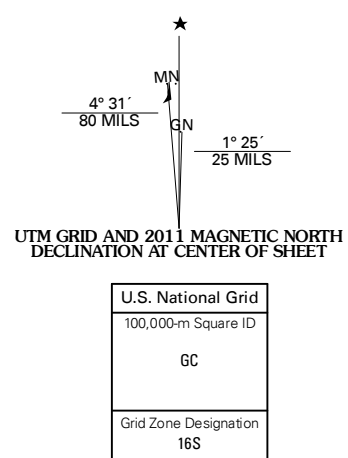 MN
4° 31´
80 MILS
GN
1° 25´
25 MILS
UTM GRID AND 2011 MAGNETIC NORTH
DECLINATION AT CENTER OF SHEET
U.S. National Grid
100,000-m Square ID
GC
Grid Zone Designation
16S